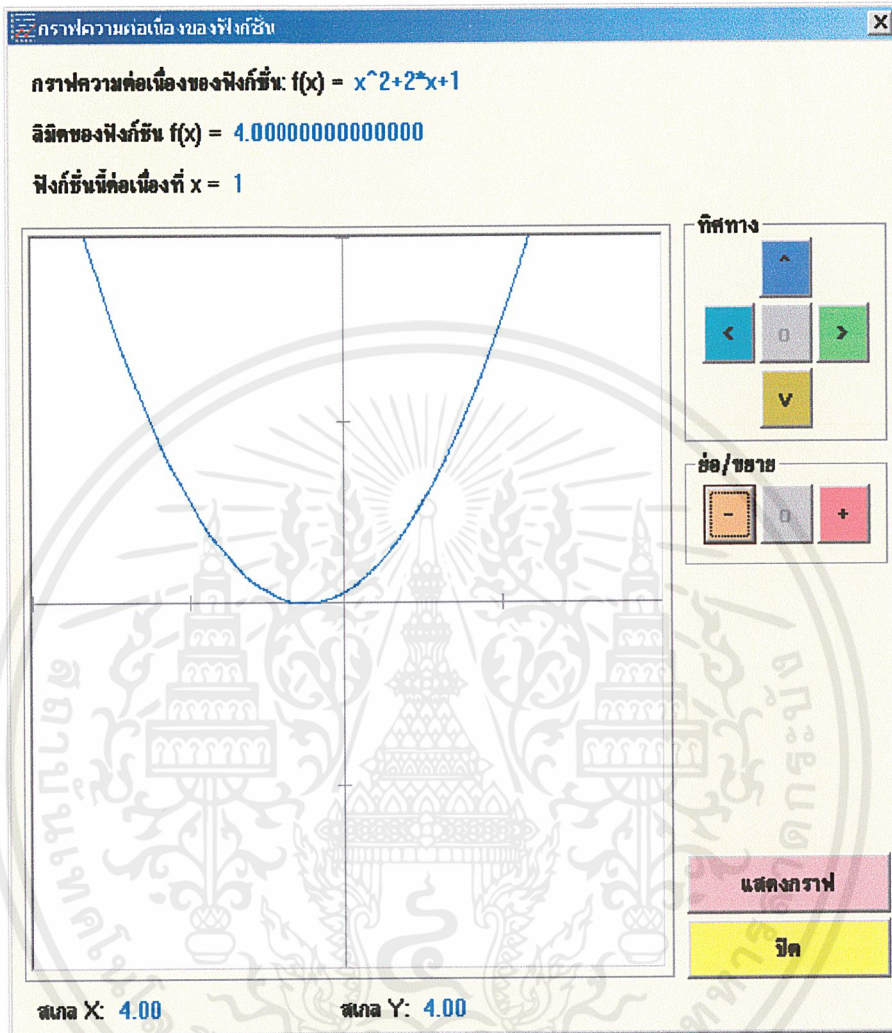 กราฟความต่อเนื่องของฟังก์ชัน
X
กราฟความต่อเนื่องของฟังก์ชั่น: f(x) = x^2+2*x+1
ลิมิตของฟังก์ชัน f(x) = 4.00000000000000
ฟังก์ชั่นนี้ต่อเนื่องที่ x = 1
ทิศทาง
^
< 0 >
v
ย่อ/ขยาย
- 0 +
แสดงกราฟ
ปิด
สเกล X: 4.00 สเกล Y: 4.00